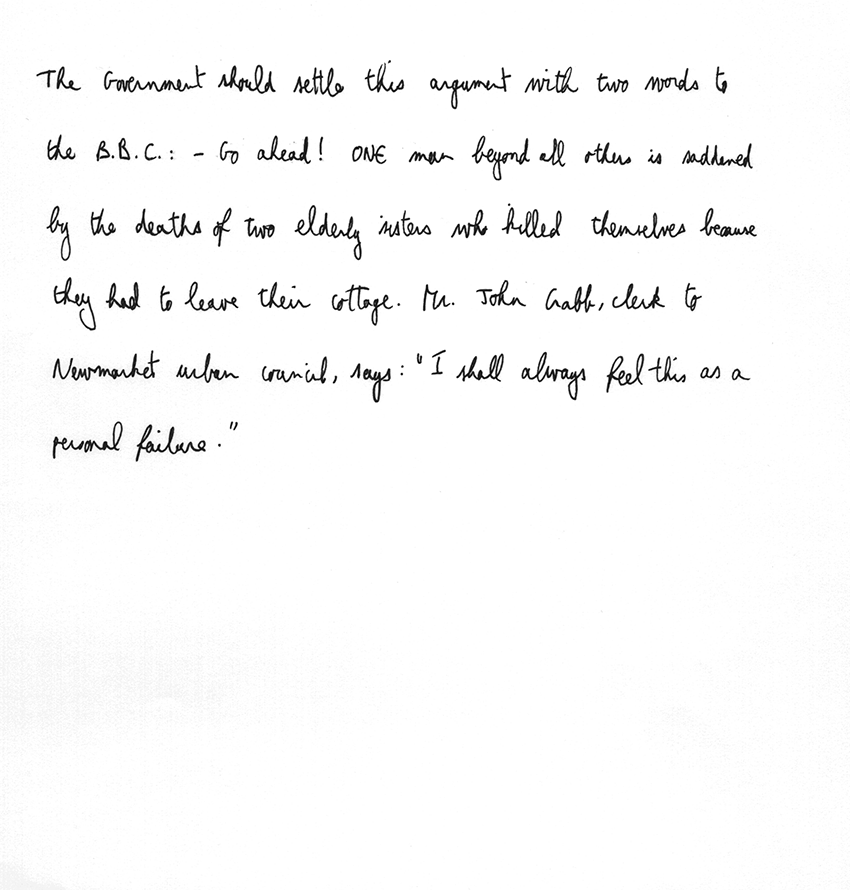 The Government should settle this argument with two words to
the B.B.C.: - Go ahead! ONE man beyond all others is saddened
by the deaths of two elderly sisters who killed themselves because
they had to leave their cottage. Mr. John Crabb, clerk to
Newmarket urban council, says: "I shall always feel this as a
personal failure."